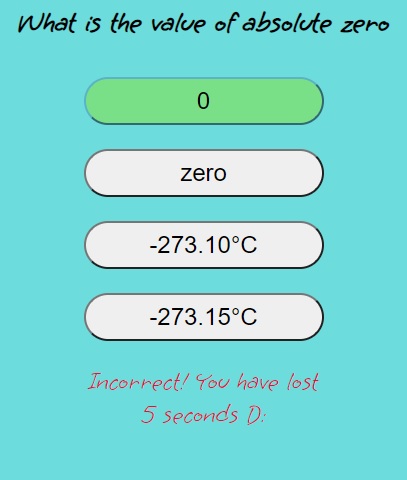 What is the value of absolute zero
0
zero
-273.10°C
-273.15°C
Incorrect! You have lost
5 seconds D: